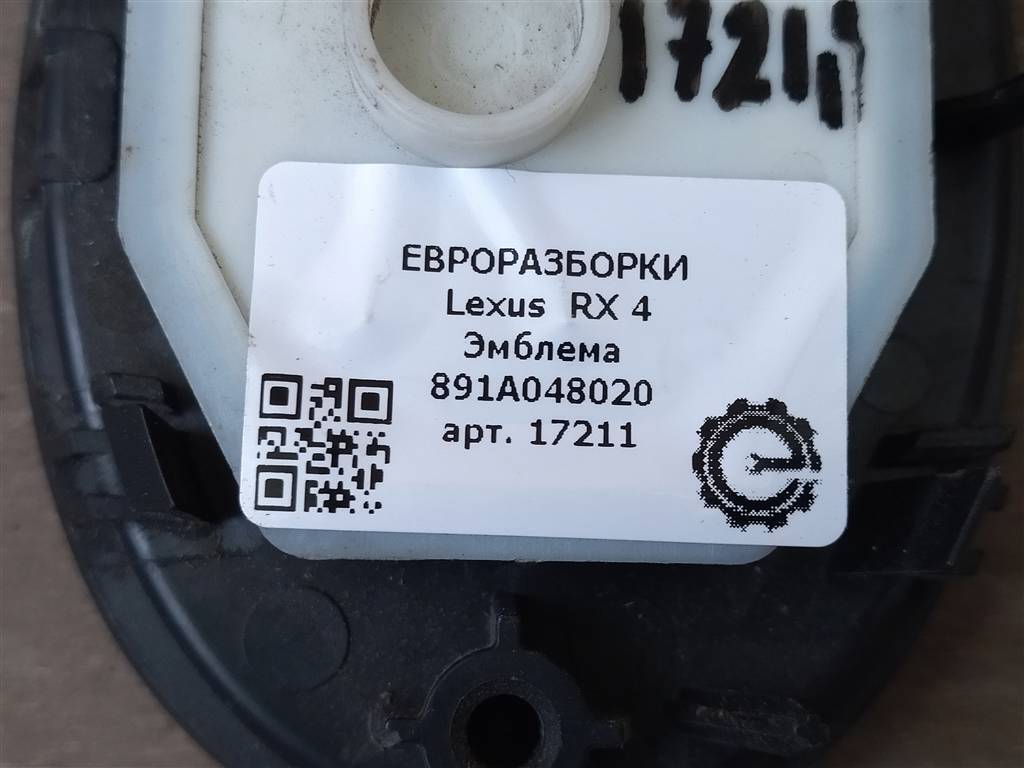 17211
ЕВРОРАЗБОРКИ
Lexus RX 4
Эмблема
891A048020
арт. 17211